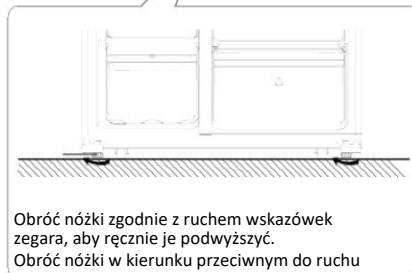 Obróć nóżki zgodnie z ruchem wskazówek
zegara, aby ręcznie je podwyższyć.
Obróć nóżki w kierunku przeciwnym do ruchu